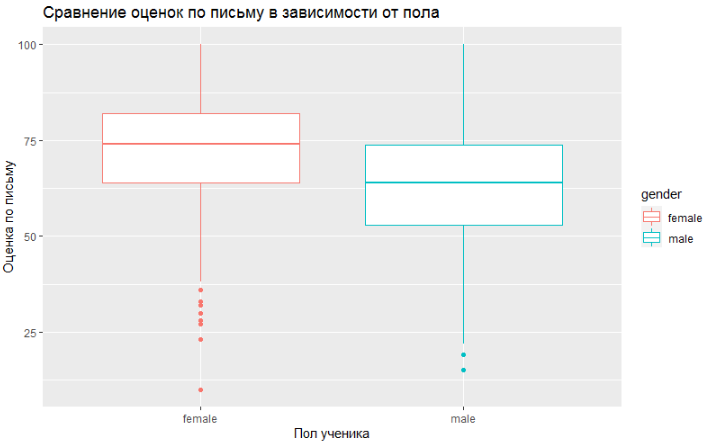 Сравнение оценок по письму в зависимости от пола
100
75
50
25
Оценка по письму
female
male
Пол ученика
gender
female
male